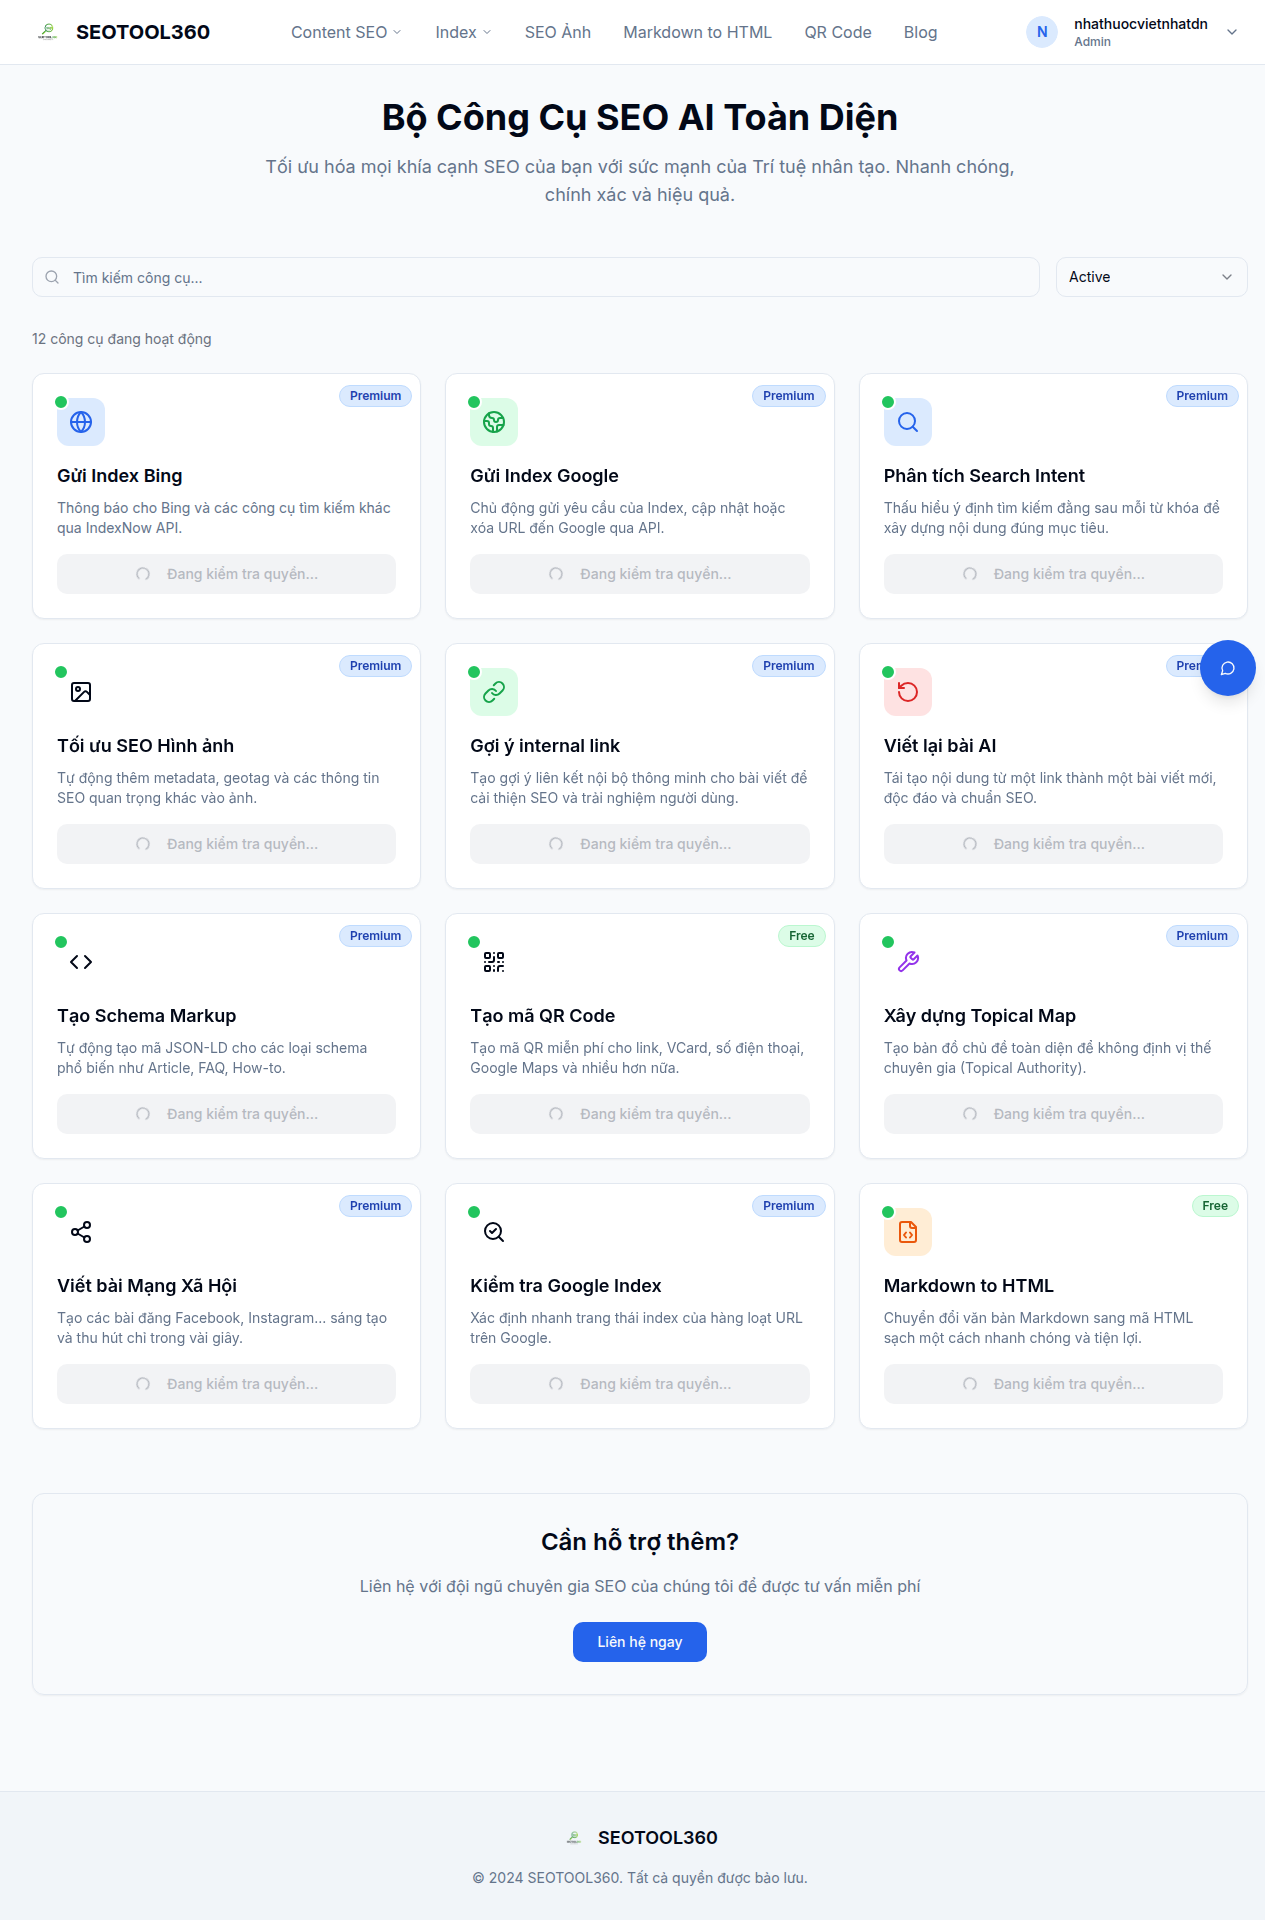 SEOTOOL360
Content SEO
Index
SEO Ảnh
Markdown to HTML
QR Code
Blog
N
nhathuocvietnhatdn
Admin
Bộ Công Cụ SEO AI Toàn Diện
Tối ưu hóa mọi khía cạnh SEO của bạn với sức mạnh của Trí tuệ nhân tạo. Nhanh chóng,
chính xác và hiệu quả.
Tìm kiếm công cụ...
Active
12 công cụ đang hoạt động
Premium
Gửi Index Bing
Thông báo cho Bing và các công cụ tìm kiếm khác
qua IndexNow API.
Đang kiểm tra quyền...
Premium
Gửi Index Google
Chủ động gửi yêu cầu của Index, cập nhật hoặc
xóa URL đến Google qua API.
Đang kiểm tra quyền...
Premium
Phân tích Search Intent
Thấu hiểu ý định tìm kiếm đằng sau mỗi từ khóa để
xây dựng nội dung đúng mục tiêu.
Đang kiểm tra quyền...
Premium
Tối ưu SEO Hình ảnh
Tự động thêm metadata, geotag và các thông tin
SEO quan trọng khác vào ảnh.
Đang kiểm tra quyền...
Premium
Gợi ý internal link
Tạo gợi ý liên kết nội bộ thông minh cho bài viết để
cải thiện SEO và trải nghiệm người dùng.
Đang kiểm tra quyền...
Viết lại bài AI
Tái tạo nội dung từ một link thành một bài viết mới,
độc đáo và chuẩn SEO.
Đang kiểm tra quyền...
Premium
Tạo Schema Markup
Tự động tạo mã JSON-LD cho các loại schema
phổ biến như Article, FAQ, How-to.
Đang kiểm tra quyền...
Free
Tạo mã QR Code
Tạo mã QR miễn phí cho link, VCard, số điện thoại,
Google Maps và nhiều hơn nữa.
Đang kiểm tra quyền...
Premium
Xây dựng Topical Map
Tạo bản đồ chủ đề toàn diện để khẳng định vị thế
chuyên gia (Topical Authority).
Đang kiểm tra quyền...
Premium
Viết bài Mạng Xã Hội
Tạo các bài đăng Facebook, Instagram... sáng tạo
và thu hút chỉ trong vài giây.
Đang kiểm tra quyền...
Premium
Kiểm tra Google Index
Xác định nhanh trang thái index của hàng loạt URL
trên Google.
Đang kiểm tra quyền...
Free
Markdown to HTML
Chuyển đổi văn bản Markdown sang mã HTML
sạch một cách nhanh chóng và tiện lợi.
Đang kiểm tra quyền...
Cần hỗ trợ thêm?
Liên hệ với đội ngũ chuyên gia SEO của chúng tôi để được tư vấn miễn phí
Liên hệ ngay
SEOTOOL360
© 2024 SEOTOOL360. Tất cả quyền được bảo lưu.